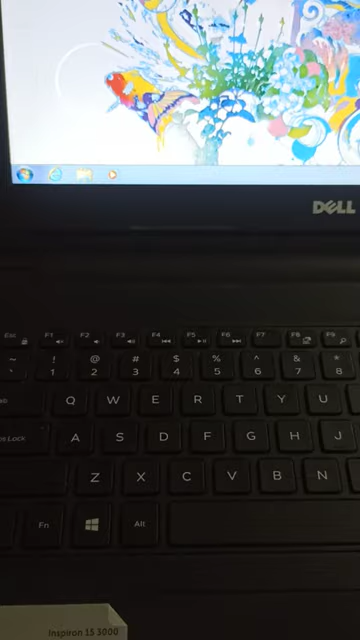 DELL
Esc F1 F2 F3 F4 F5 F6 F7 F8 F9
~ ! @ # $ % ^ & *
` 1 2 3 4 5 6 7 8
Q W E R T Y U
A S D F G H J
Z X C V B N
Fn Alt
Inspiron 15 3000